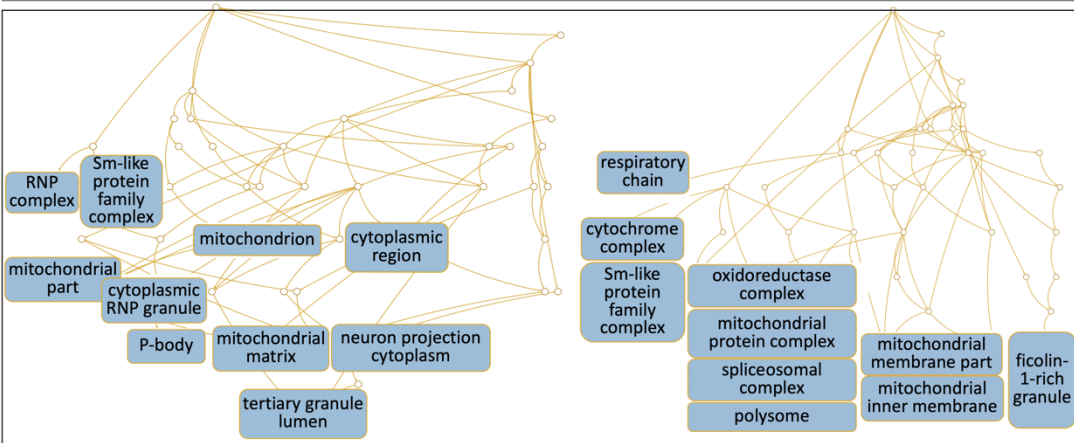 RNP
complex
Sm-like
protein
family
complex
mitochondrion
cytoplasmic
region
mitochondrial
part
cytoplasmic
RNP granule
P-body
mitochondrial
matrix
neuron projection
cytoplasm
tertiary granule
lumen
respiratory
chain
cytochrome
complex
Sm-like
protein
family
complex
oxidoreductase
complex
mitochondrial
protein complex
spliceosomal
complex
polysome
mitochondrial
membrane part
mitochondrial
inner membrane
ficolin-
1-rich
granule